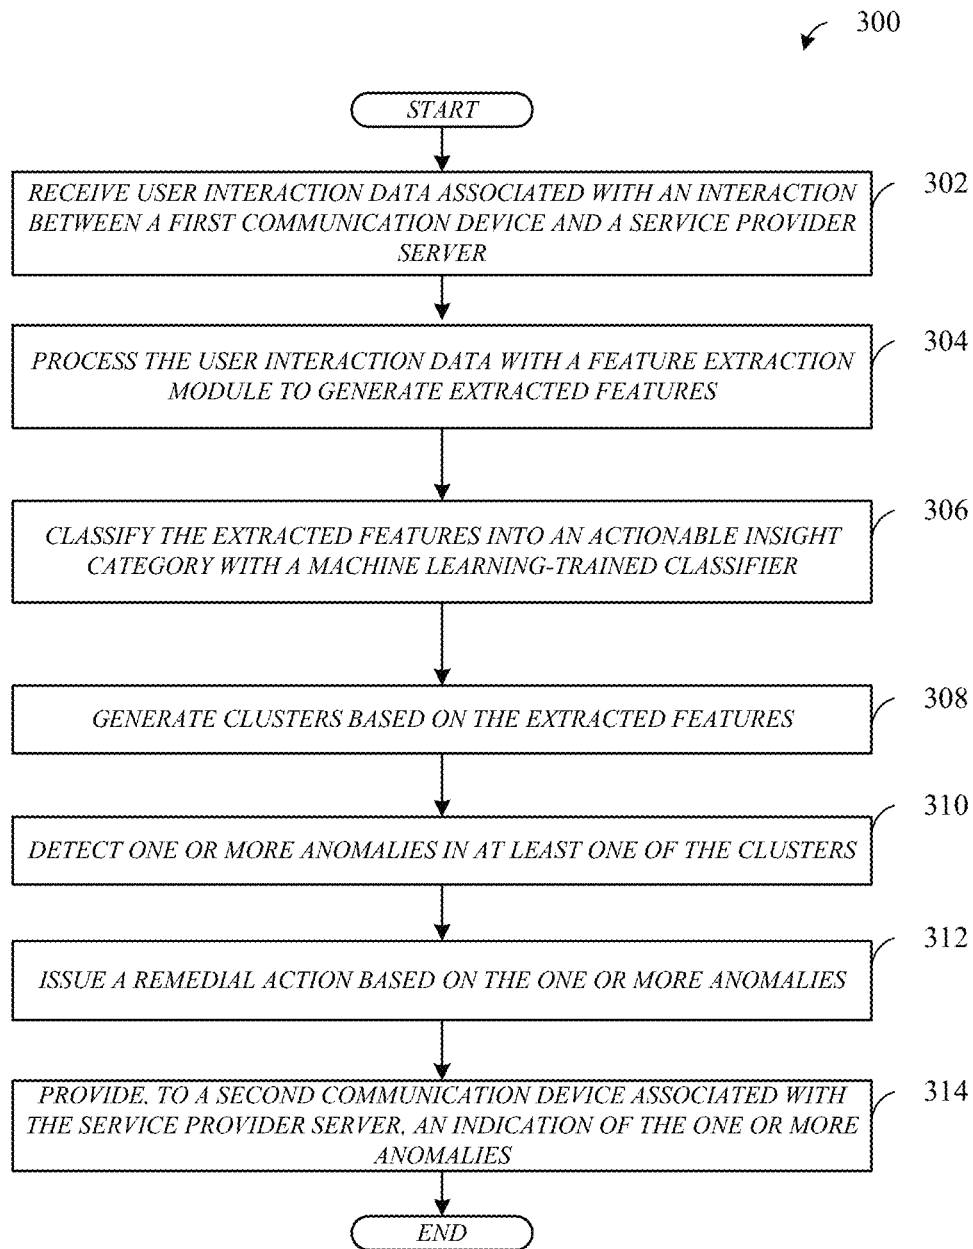 300
START
RECEIVE USER INTERACTION DATA ASSOCIATED WITH AN INTERACTION
BETWEEN A FIRST COMMUNICATION DEVICE AND A SERVICE PROVIDER
SERVER
302
PROCESS THE USER INTERACTION DATA WITH A FEATURE EXTRACTION
MODULE TO GENERATE EXTRACTED FEATURES
304
CLASSIFY THE EXTRACTED FEATURES INTO AN ACTIONABLE INSIGHT
CATEGORY WITH A MACHINE LEARNING-TRAINED CLASSIFIER
306
GENERATE CLUSTERS BASED ON THE EXTRACTED FEATURES
308
DETECT ONE OR MORE ANOMALIES IN AT LEAST ONE OF THE CLUSTERS
310
ISSUE A REMEDIAL ACTION BASED ON THE ONE OR MORE ANOMALIES
312
PROVIDE, TO A SECOND COMMUNICATION DEVICE ASSOCIATED WITH
THE SERVICE PROVIDER SERVER, AN INDICATION OF THE ONE OR MORE
ANOMALIES
314
END